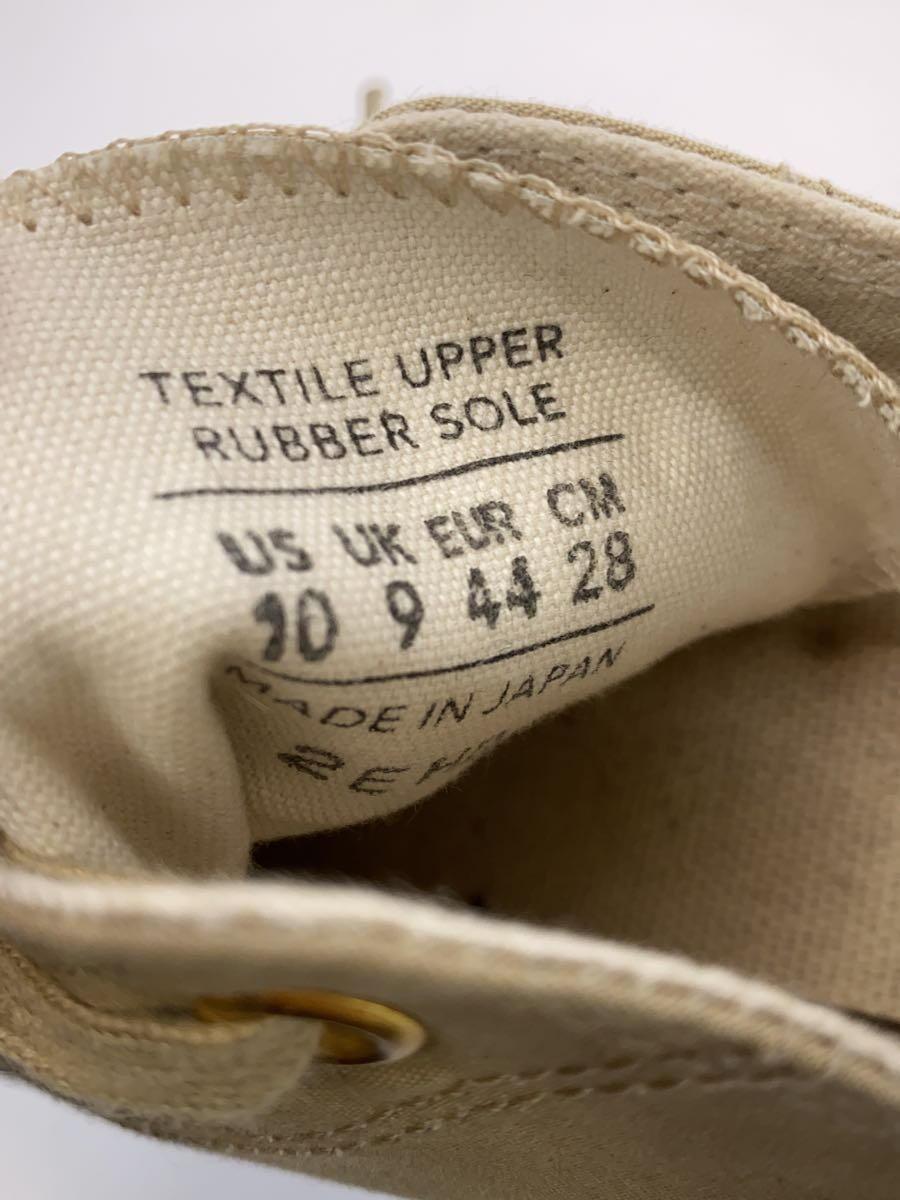 TEXTILE UPPER
RUBBER SOLE
US UK EUR CM
10 9 44 28
MADE IN JAPAN